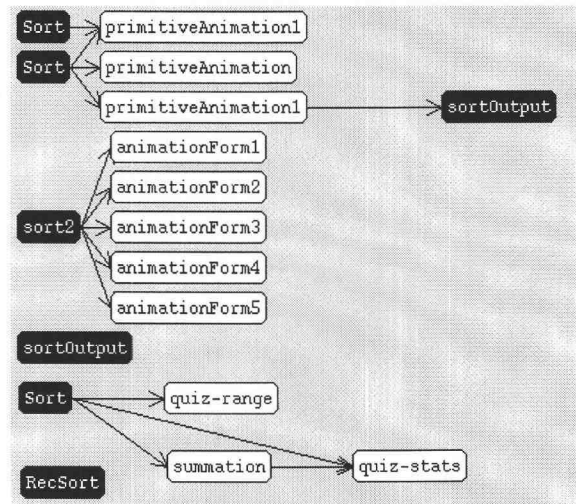 Sort primitiveAnimation1
Sort primitiveAnimation
primitiveAnimation1 sortOutput
animationForm1
animationForm2
sort2 animationForm3
animationForm4
animationForm5
sortOutput
Sort quiz-range
summation quiz-stats
RecSort